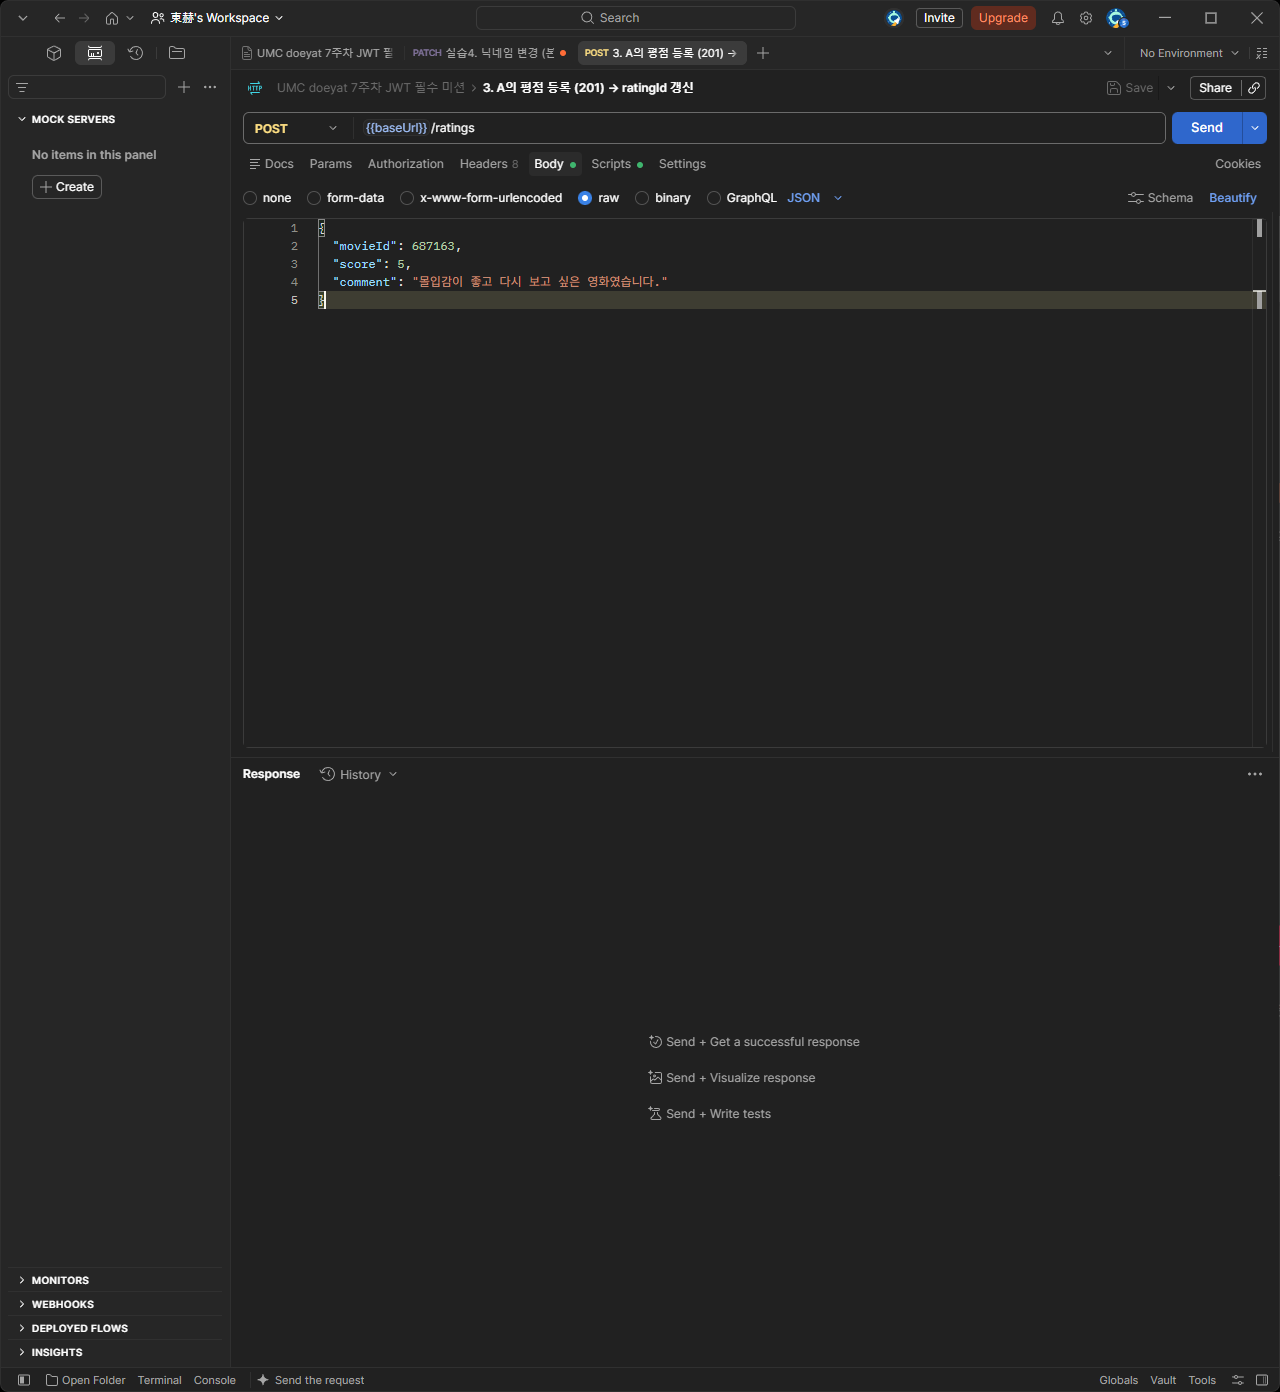 東赫's Workspace
Search
Invite
Upgrade
5
UMC doeyat 7주차 JWT 필
PATCH 실습4. 닉네임 변경 (본
POST 3. A의 평점 등록 (201) →
No Environment
HTTP
UMC doeyat 7주차 JWT 필수 미션 > 3. A의 평점 등록 (201) → ratingId 갱신
Save
Share
POST
{{baseUrl}} /ratings
Send
Docs
Params
Authorization
Headers 8
Body
Scripts
Settings
Cookies
none
form-data
x-www-form-urlencoded
raw
binary
GraphQL
JSON
Schema
Beautify
1 {
2 "movieId": 687163,
3 "score": 5,
4 "comment": "몰입감이 좋고 다시 보고 싶은 영화였습니다."
5 }
MOCK SERVERS
No items in this panel
Create
Response
History
Send + Get a successful response
Send + Visualize response
Send + Write tests
MONITORS
WEBHOOKS
DEPLOYED FLOWS
INSIGHTS
Open Folder
Terminal
Console
Send the request
Globals
Vault
Tools